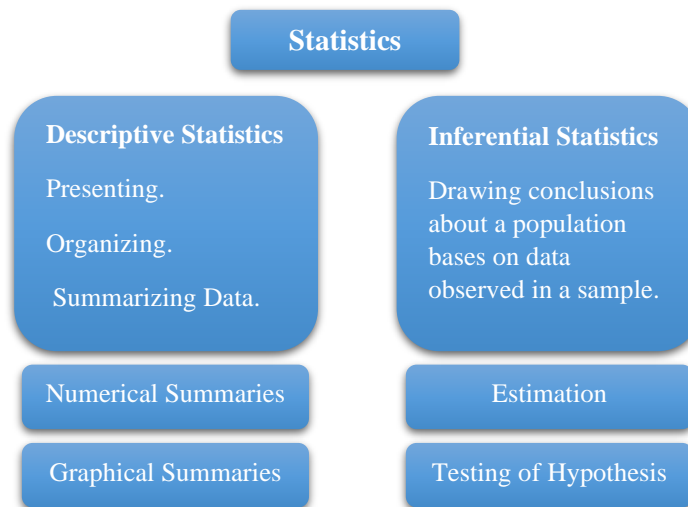 Statistics
Descriptive Statistics
Presenting.
Organizing.
Summarizing Data.
Numerical Summaries
Graphical Summaries
Inferential Statistics
Drawing conclusions
about a population
bases on data
observed in a sample.
Estimation
Testing of Hypothesis